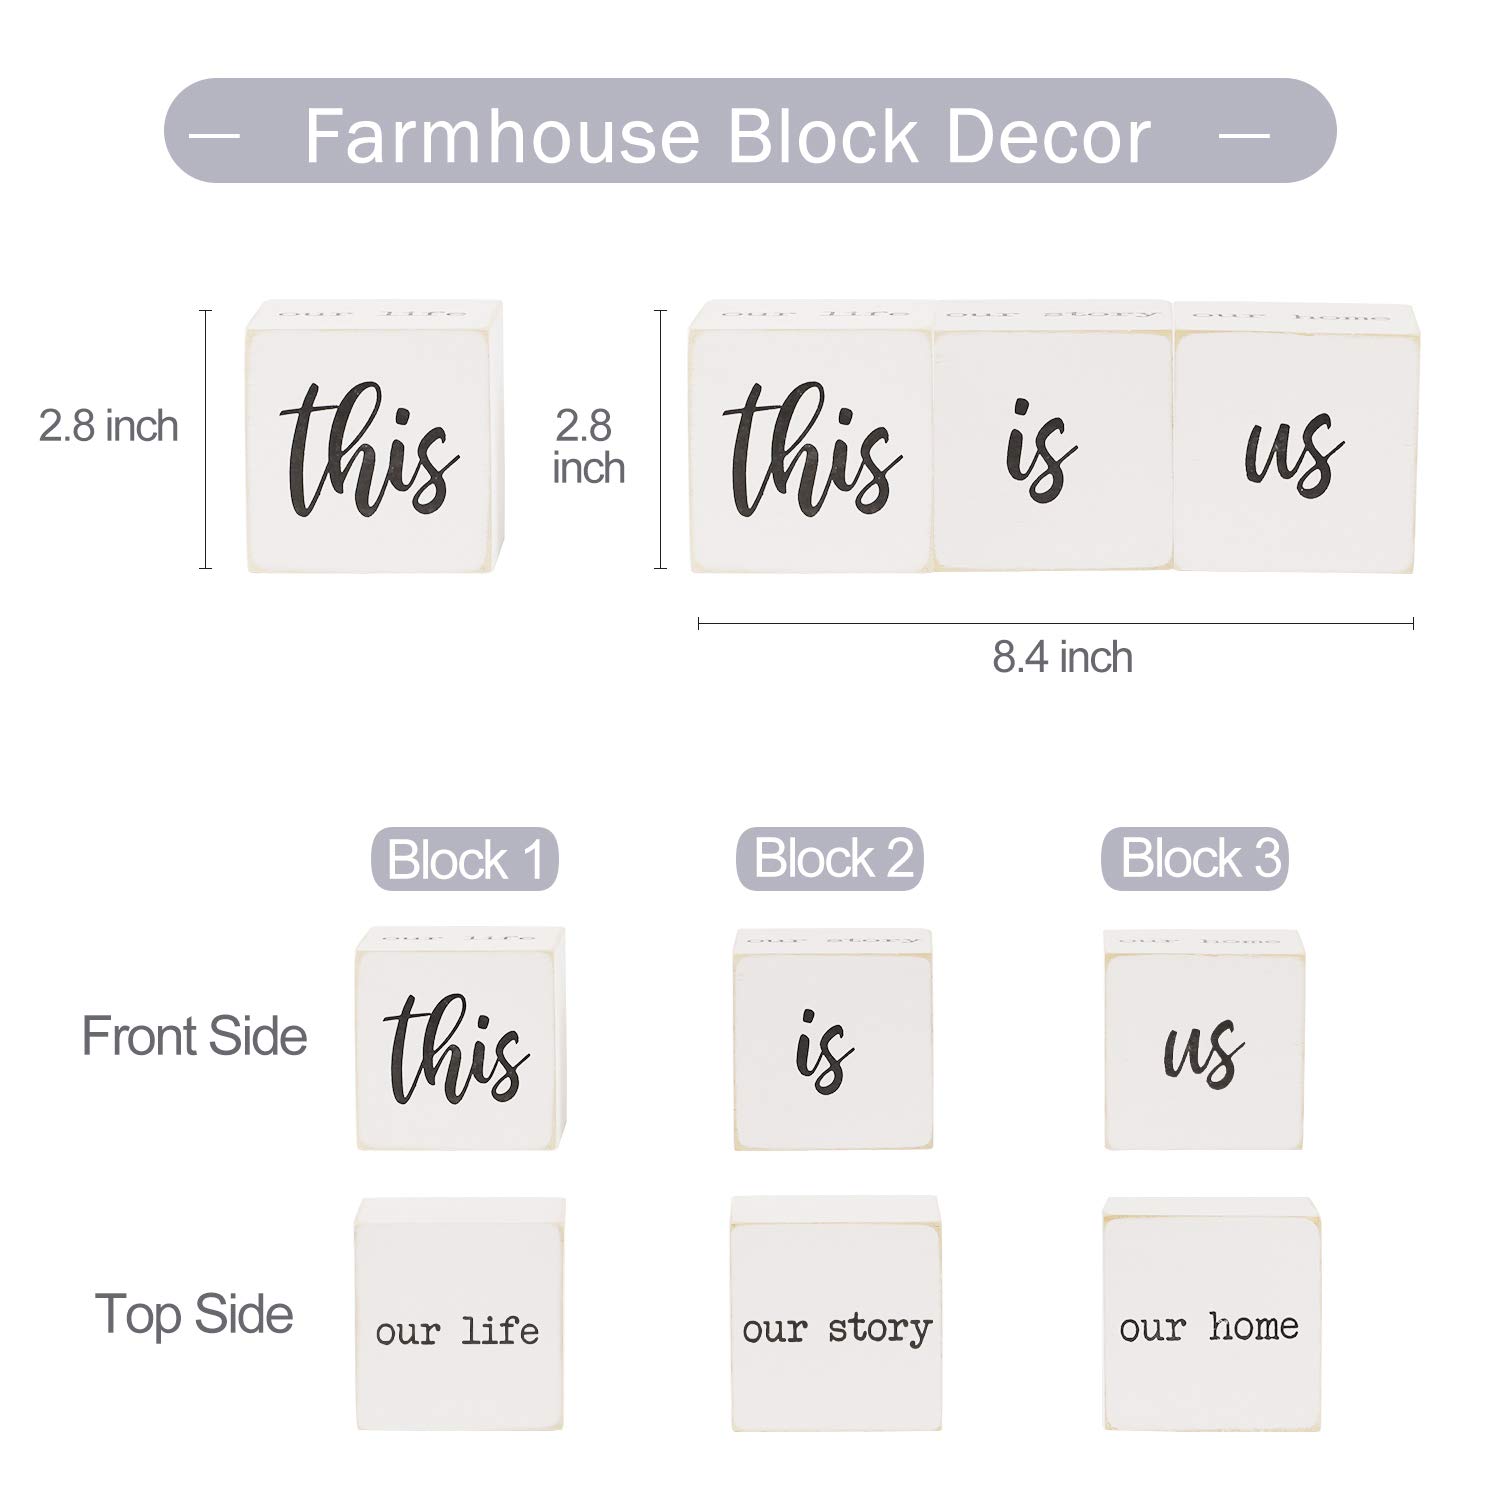 Farmhouse Block Decor
our life
this
2.8 inch
our life our story our home
this is us
2.8
inch
8.4 inch
Block 1 Block 2 Block 3
our life our story our home
Front Side
this is us
Top Side
our life our story our home